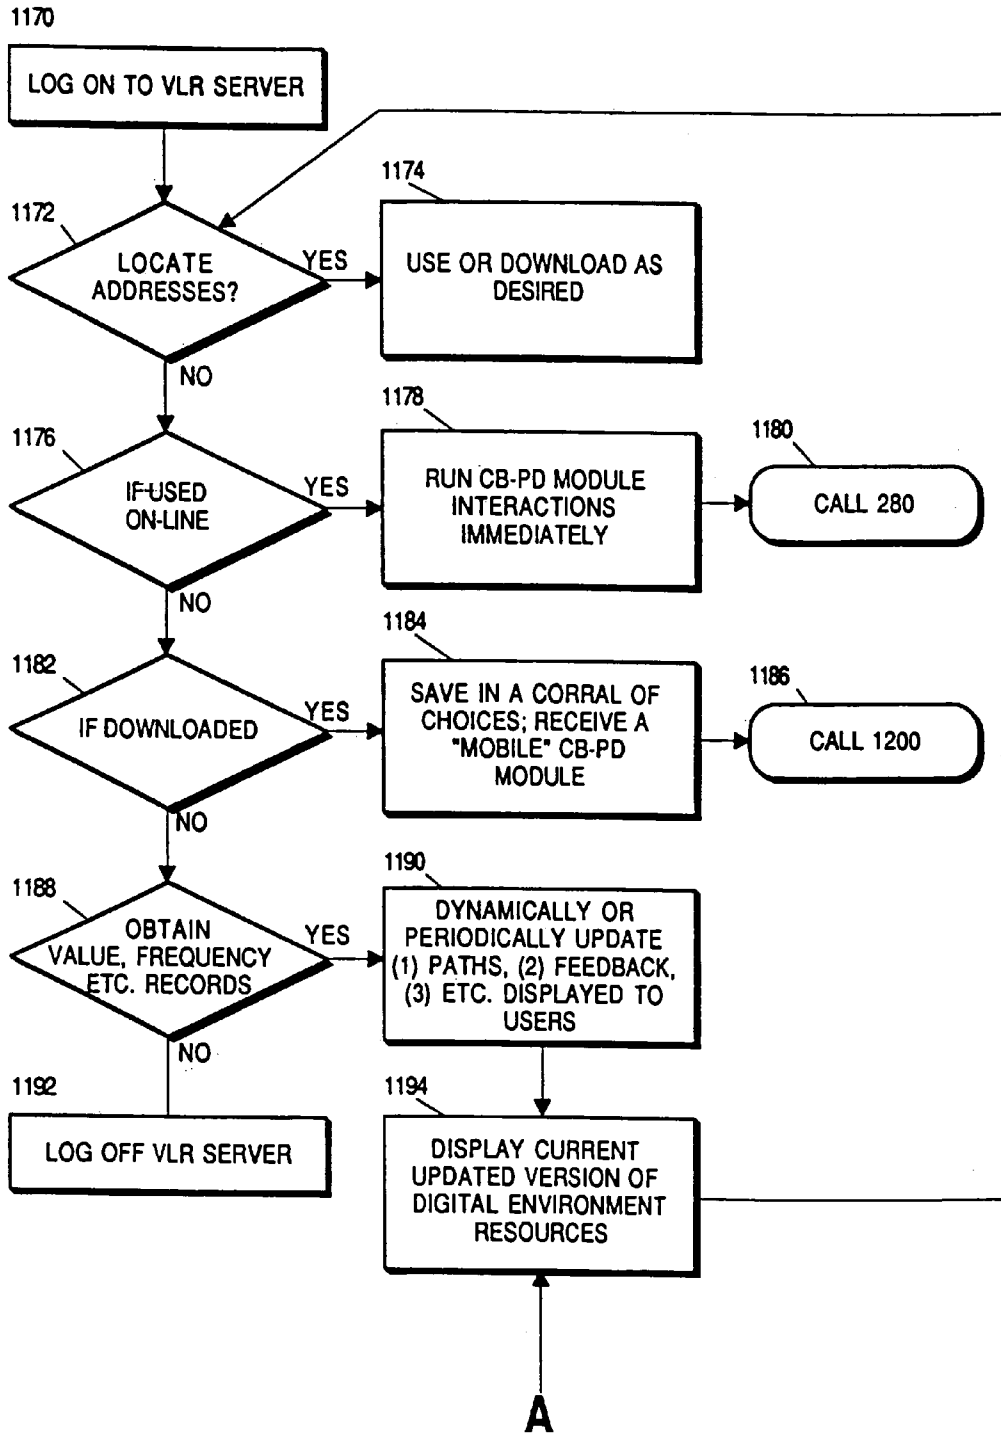 1170
LOG ON TO VLR SERVER
1172
LOCATE
ADDRESSES?
YES
NO
1174
USE OR DOWNLOAD AS
DESIRED
1176
IF USED
ON-LINE
YES
NO
1178
RUN CB-PD MODULE
INTERACTIONS
IMMEDIATELY
1180
CALL 280
1182
IF DOWNLOADED
YES
NO
1184
SAVE IN A CORRAL OF
CHOICES; RECEIVE A
"MOBILE" CB-PD
MODULE
1186
CALL 1200
1188
OBTAIN
VALUE, FREQUENCY
ETC. RECORDS
YES
NO
1190
DYNAMICALLY OR
PERIODICALLY UPDATE
(1) PATHS, (2) FEEDBACK,
(3) ETC. DISPLAYED TO
USERS
1192
LOG OFF VLR SERVER
1194
DISPLAY CURRENT
UPDATED VERSION OF
DIGITAL ENVIRONMENT
RESOURCES
A